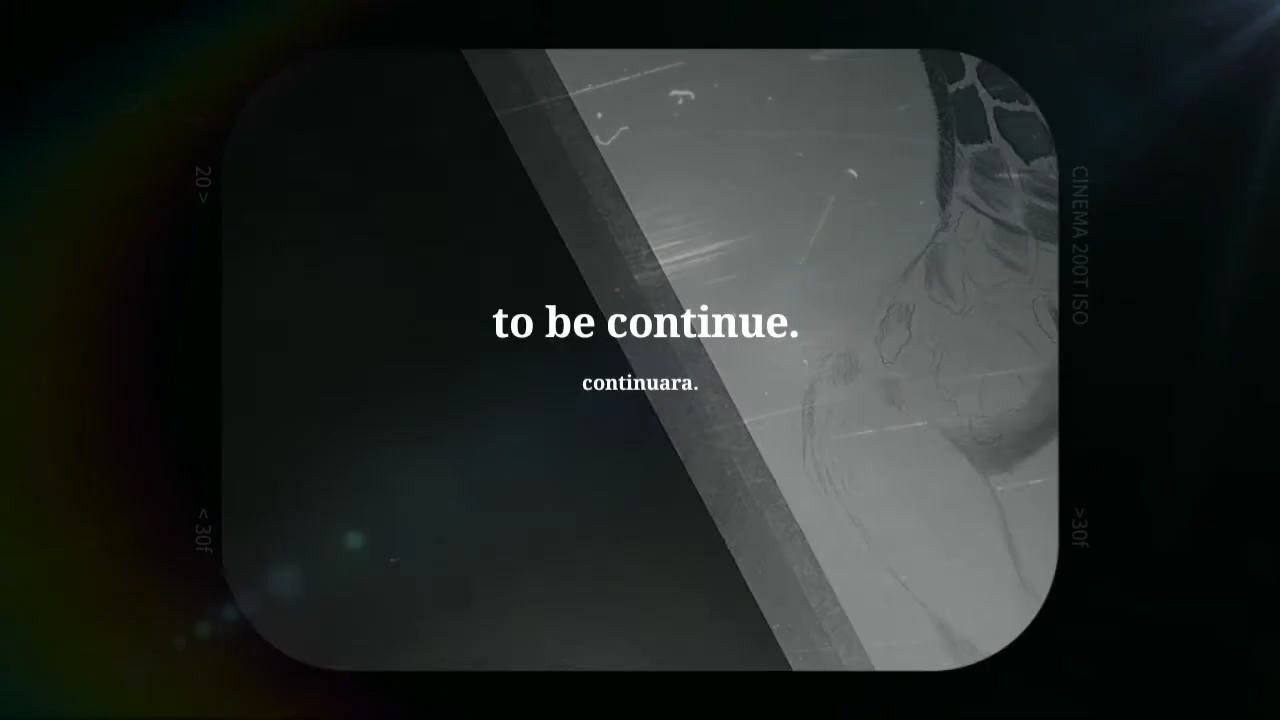 to be continue.
continuara.
20 >
< 30f
CINEMA 200T ISO
>30f